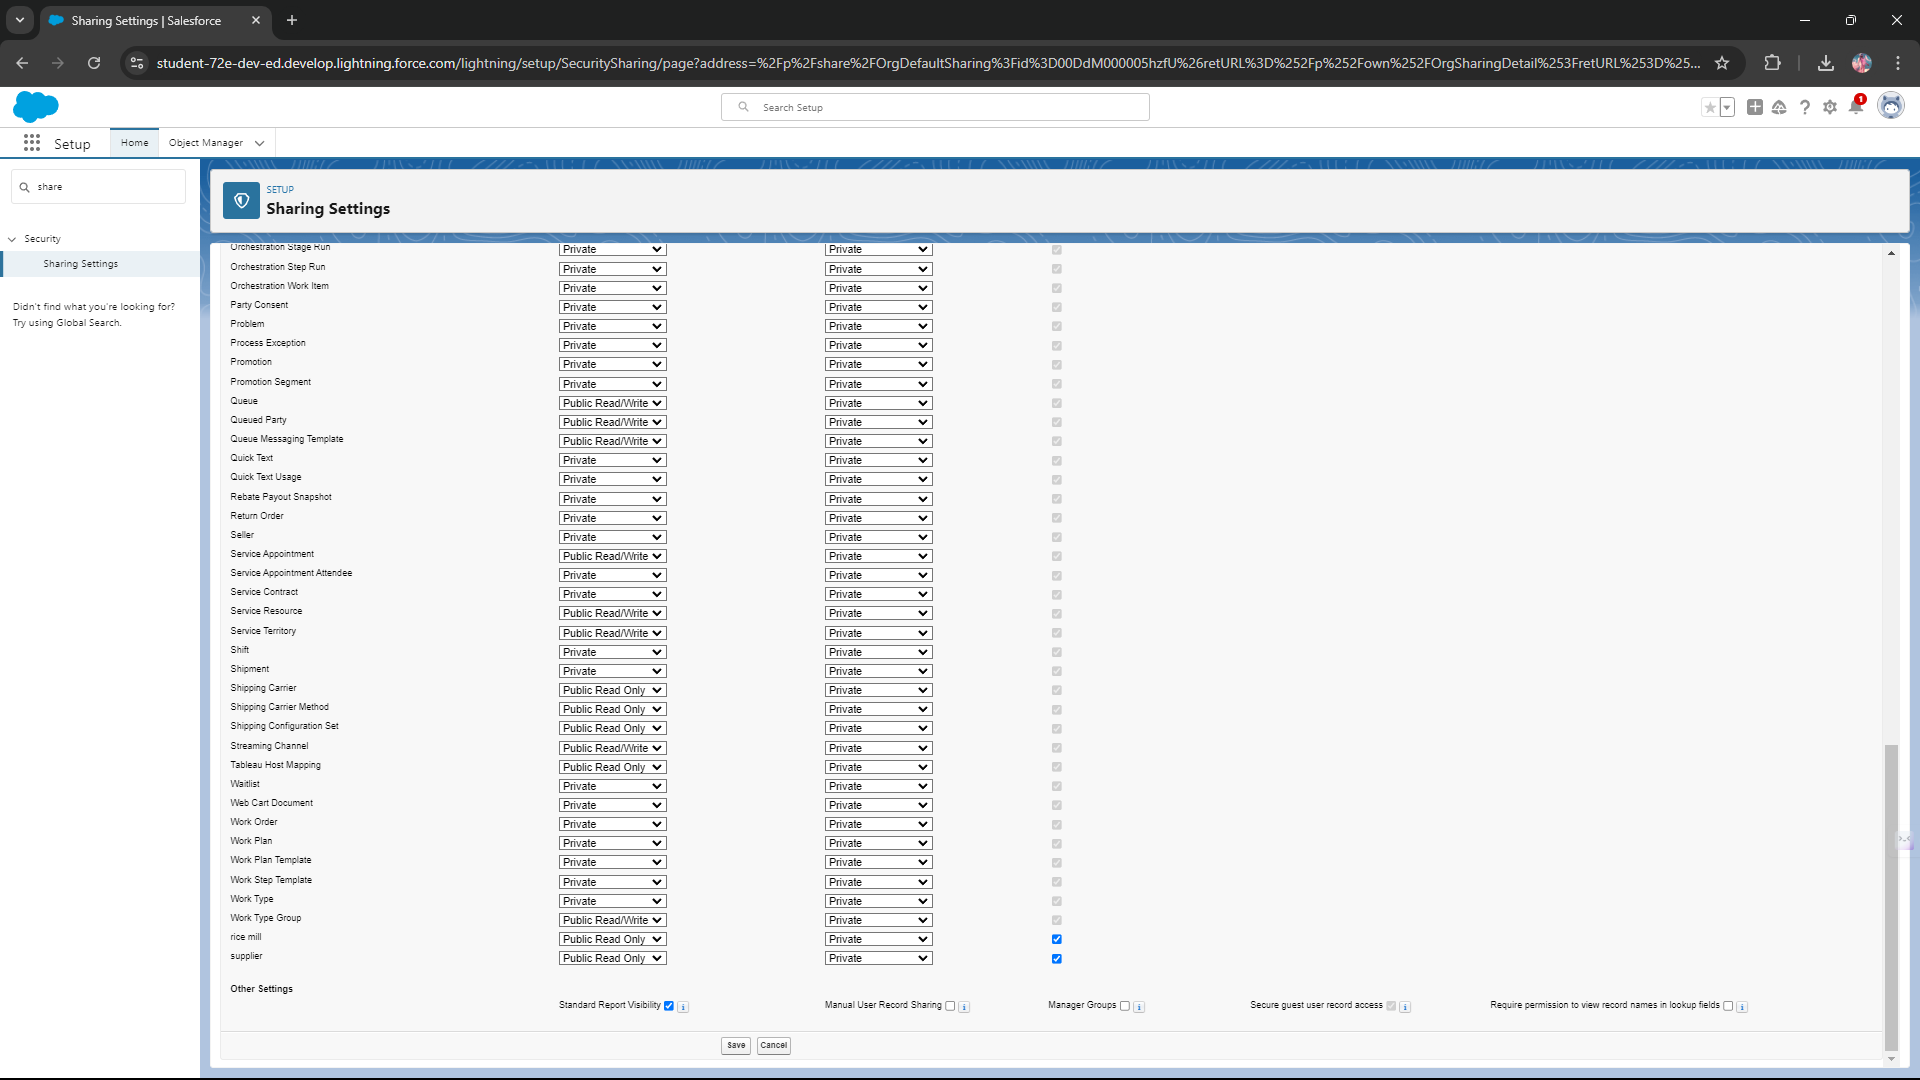 Sharing Settings | Salesforce
student-72e-dev-ed.develop.lightning.force.com/lightning/setup/SecuritySharing/page?address=%2Fp%2Fshare%2FOrgDefaultSharing%3Fid%3D00DdM000005hzfU%26retURL%3D%252Fp%252Fown%252FOrgSharingDetail%253FretURL%253D%25...
Search Setup
1
Setup
Home
Object Manager
share
SETUP
Sharing Settings
Security
Sharing Settings
Didn't find what you're looking for?
Try using Global Search.
Orchestration Stage Run Private Private
Orchestration Step Run Private Private
Orchestration Work Item Private Private
Party Consent Private Private
Problem Private Private
Process Exception Private Private
Promotion Private Private
Promotion Segment Private Private
Queue Public Read/Write Private
Queued Party Public Read/Write Private
Queue Messaging Template Public Read/Write Private
Quick Text Private Private
Quick Text Usage Private Private
Rebate Payout Snapshot Private Private
Return Order Private Private
Seller Private Private
Service Appointment Public Read/Write Private
Service Appointment Attendee Private Private
Service Contract Private Private
Service Resource Public Read/Write Private
Service Territory Public Read/Write Private
Shift Private Private
Shipment Private Private
Shipping Carrier Public Read Only Private
Shipping Carrier Method Public Read Only Private
Shipping Configuration Set Public Read Only Private
Streaming Channel Public Read/Write Private
Tableau Host Mapping Public Read Only Private
Waitlist Private Private
Web Cart Document Private Private
Work Order Private Private
Work Plan Private Private
Work Plan Template Private Private
Work Step Template Private Private
Work Type Private Private
Work Type Group Public Read/Write Private
rice mill Public Read Only Private
supplier Public Read Only Private
Other Settings
Standard Report Visibility i Manual User Record Sharing i Manager Groups i Secure guest user record access i Require permission to view record names in lookup fields i
Save Cancel